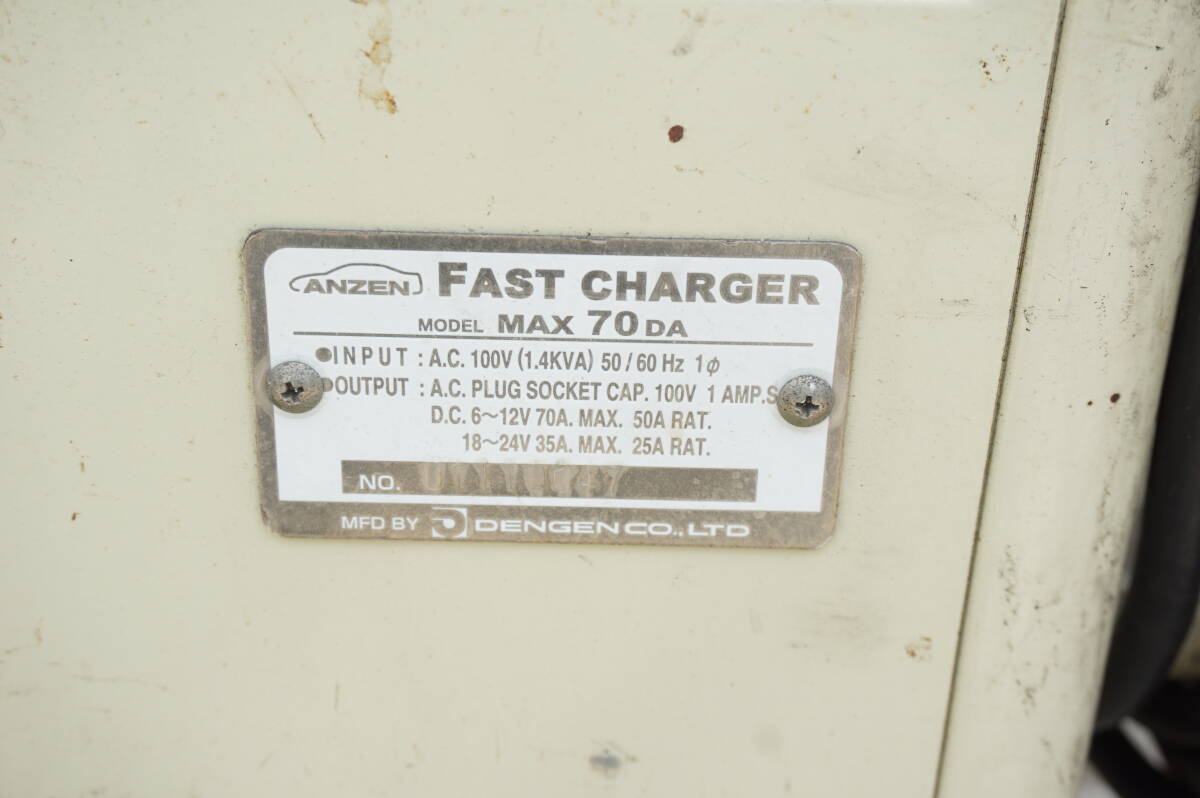 ANZEN FAST CHARGER
MODEL MAX 70 DA
●INPUT : A.C. 100V (1.4KVA) 50/60 Hz 1φ
●OUTPUT : A.C. PLUG SOCKET CAP. 100V 1 AMP.S
D.C. 6～12V 70A. MAX. 50A RAT.
18～24V 35A. MAX. 25A RAT.
NO.
MFD BY DENGEN CO.,LTD